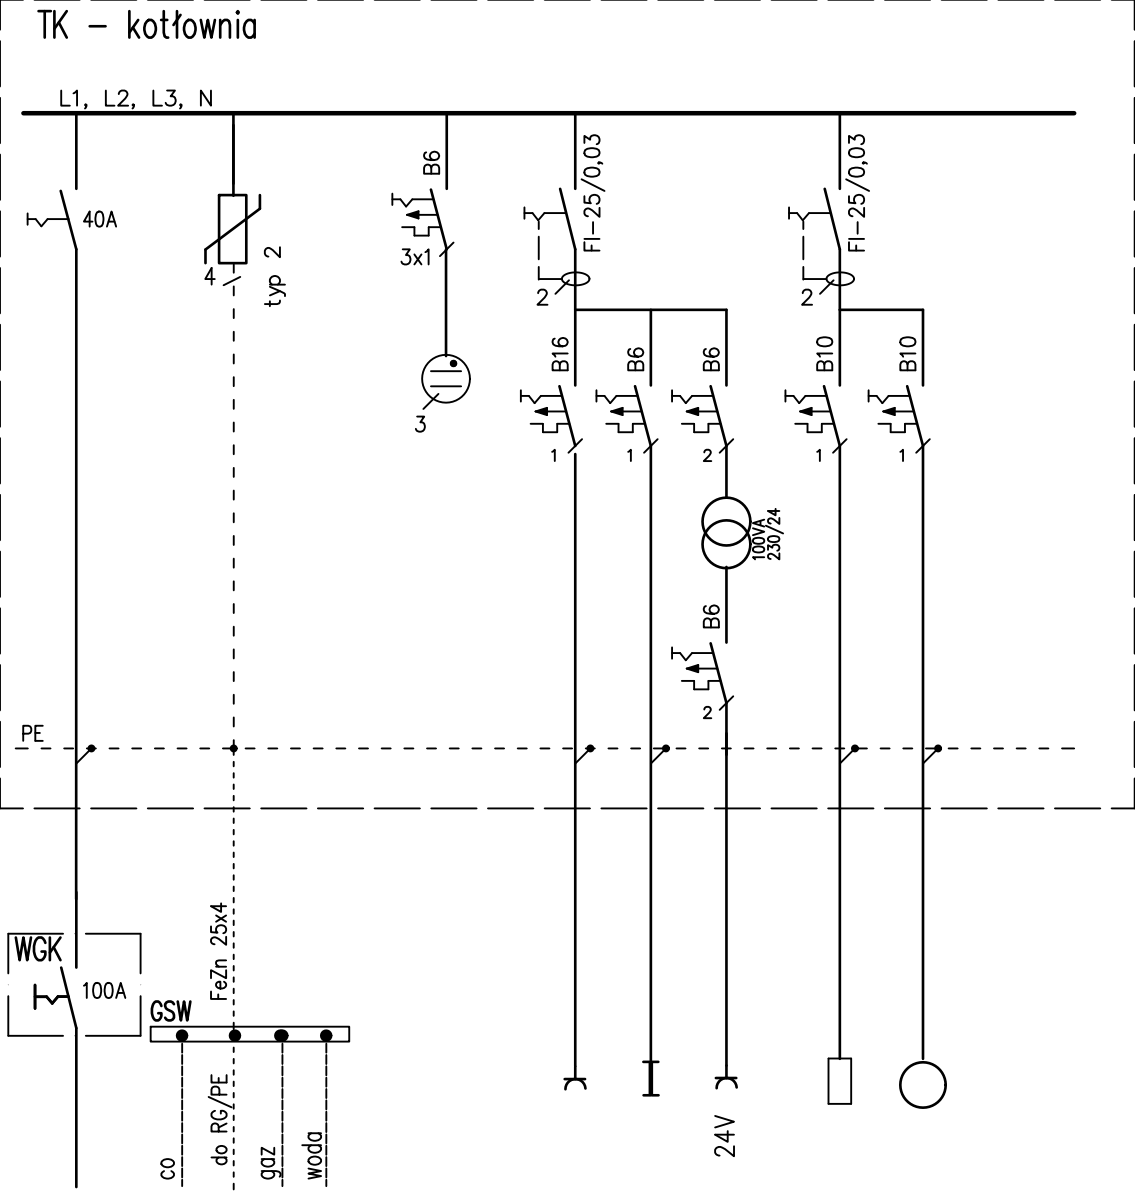 TK - kotłownia
L1, L2, L3, N
40A
4
typ 2
B6
3x1
3
FI-25/0,03
2
B16
1
B6
1
B6
2
100VA
230/24
B6
2
FI-25/0,03
2
B10
1
B10
1
PE
WGK
100A
FeZn 25x4
GSW
co
do RG/PE
gaz
woda
24V